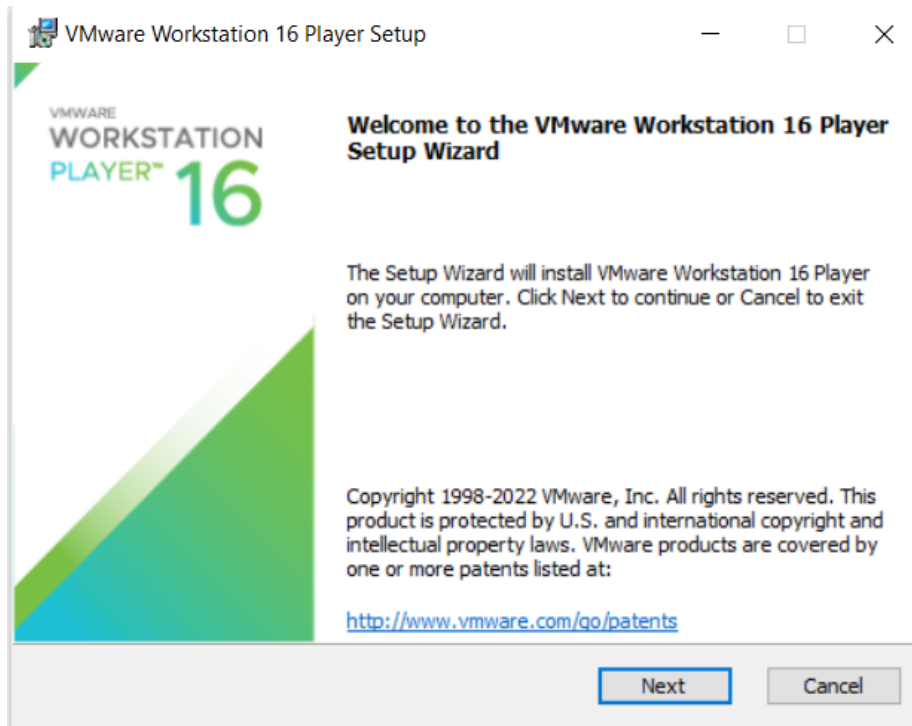 VMware Workstation 16 Player Setup
VMWARE
WORKSTATION
PLAYER™ 16
Welcome to the VMware Workstation 16 Player
Setup Wizard
The Setup Wizard will install VMware Workstation 16 Player
on your computer. Click Next to continue or Cancel to exit
the Setup Wizard.
Copyright 1998-2022 VMware, Inc. All rights reserved. This
product is protected by U.S. and international copyright and
intellectual property laws. VMware products are covered by
one or more patents listed at:
http://www.vmware.com/go/patents
Next
Cancel